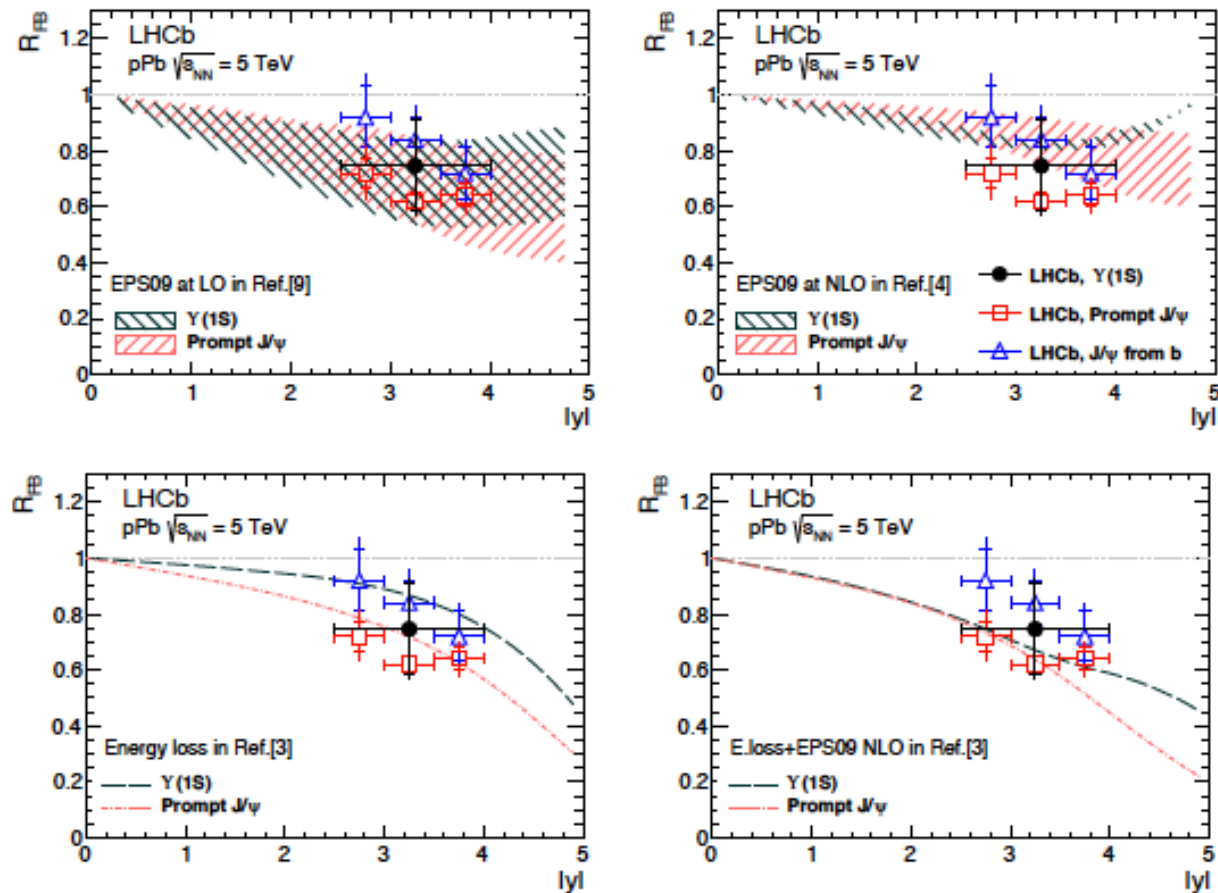 R_FB
1.2
1
0.8
0.6
0.4
0.2
0
LHCb
pPb √s_NN = 5 TeV
EPS09 at LO in Ref.[9]
Υ(1S)
Prompt J/ψ
0 1 2 3 4 5
|y|
R_FB
1.2
1
0.8
0.6
0.4
0.2
0
LHCb
pPb √s_NN = 5 TeV
EPS09 at NLO in Ref.[4]
Υ(1S)
Prompt J/ψ
LHCb, Υ(1S)
LHCb, Prompt J/ψ
LHCb, J/ψ from b
0 1 2 3 4 5
|y|
R_FB
1.2
1
0.8
0.6
0.4
0.2
0
LHCb
pPb √s_NN = 5 TeV
Energy loss in Ref.[3]
Υ(1S)
Prompt J/ψ
0 1 2 3 4 5
|y|
R_FB
1.2
1
0.8
0.6
0.4
0.2
0
LHCb
pPb √s_NN = 5 TeV
E.loss+EPS09 NLO in Ref.[3]
Υ(1S)
Prompt J/ψ
0 1 2 3 4 5
|y|